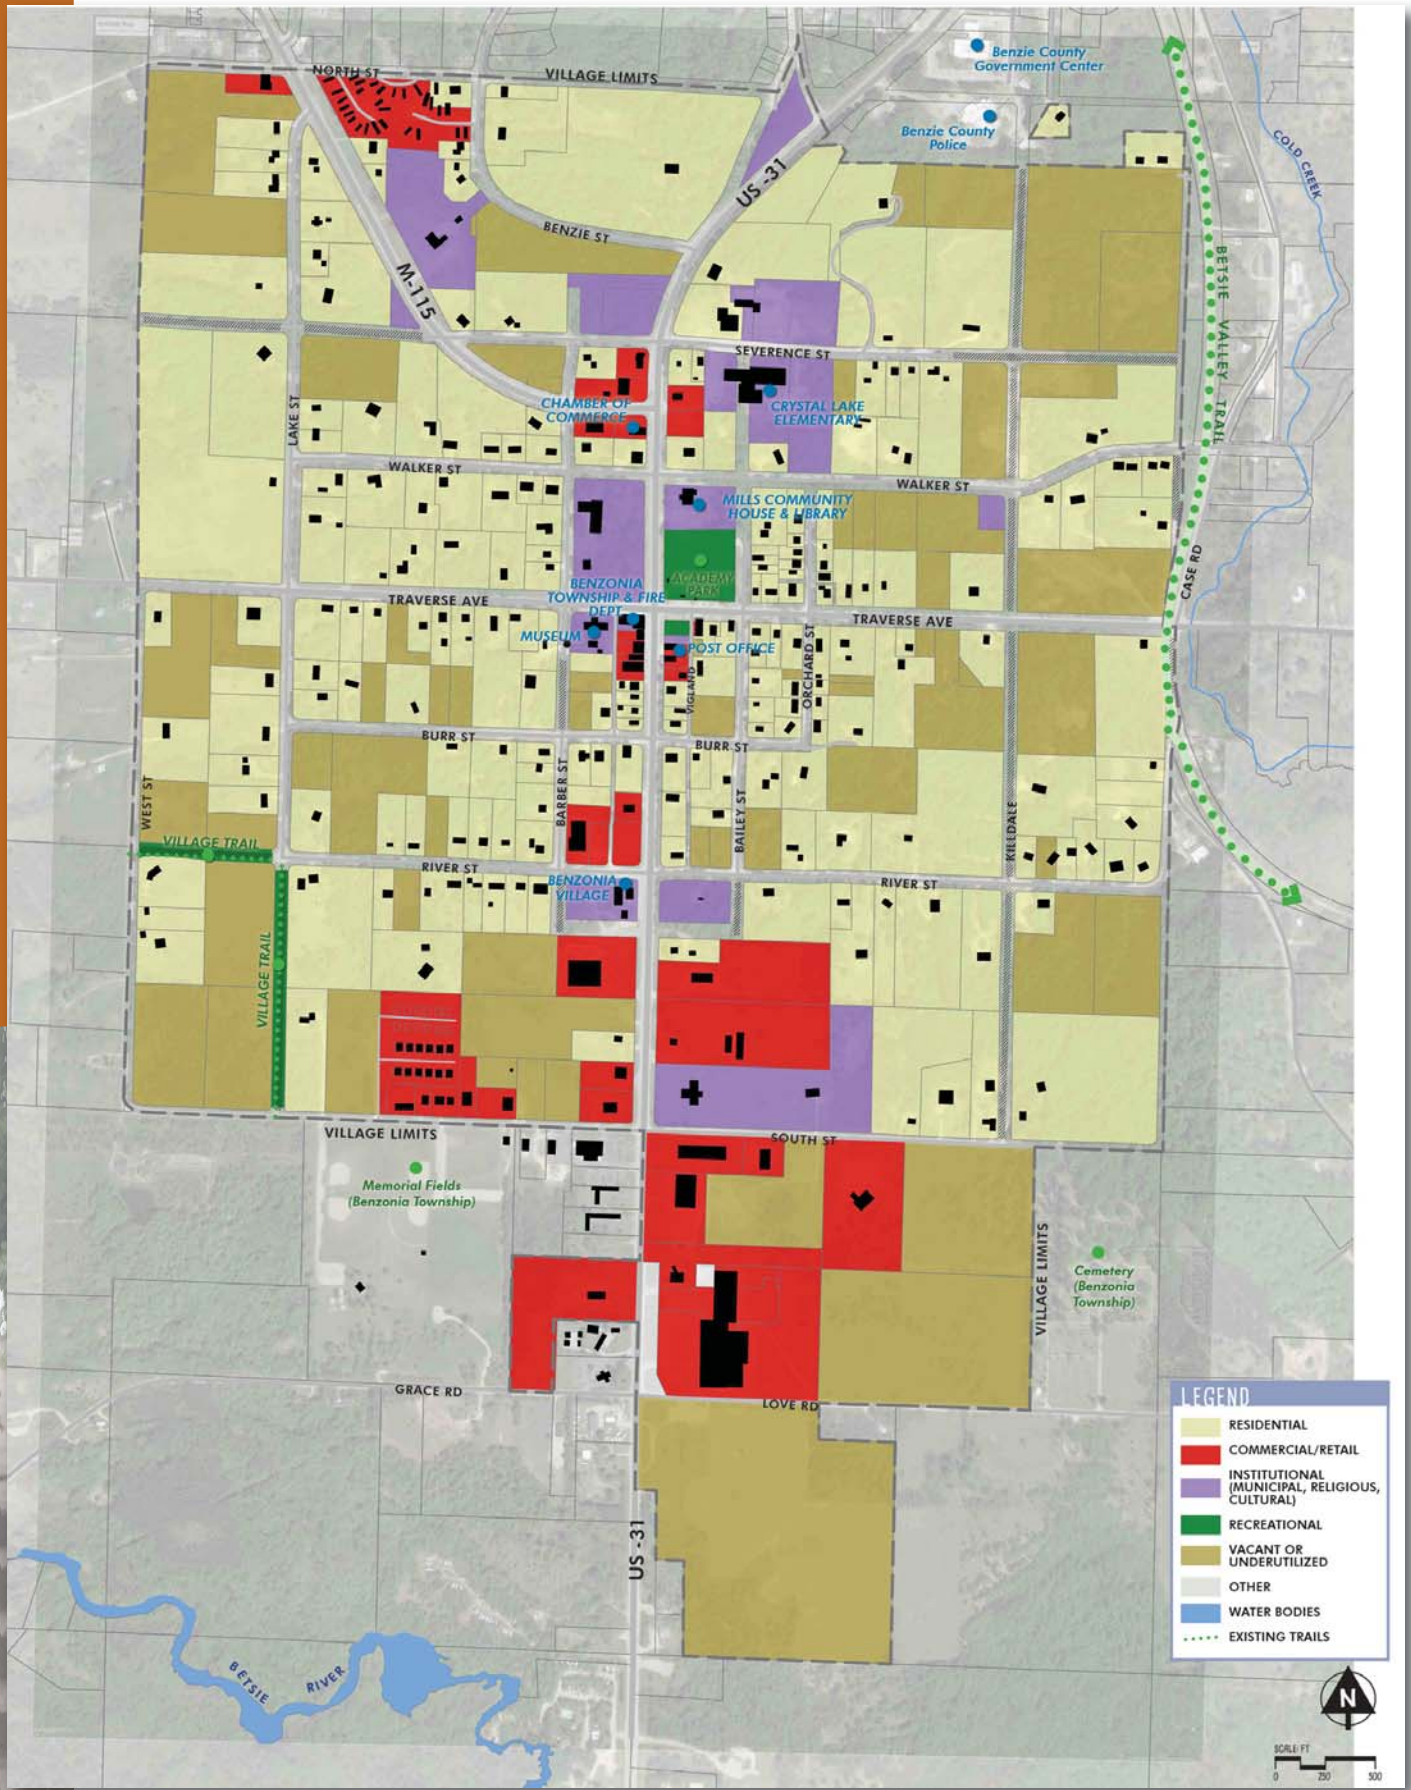 Benzie County
Government Center
NORTH ST
VILLAGE LIMITS
Benzie County
Police
COLD CREEK
US -31
BENZIE ST
M-115
BETSIE VALLEY TRAIL
SEVERENCE ST
CHAMBER OF
COMMERCE
CRYSTAL LAKE
ELEMENTARY
LAKE ST
WALKER ST
WALKER ST
MILLS COMMUNITY
HOUSE & LIBRARY
CASE RD
ACADEMY
PARK
BENZONIA
TOWNSHIP & FIRE
DEPT
TRAVERSE AVE
TRAVERSE AVE
MUSEUM
POST OFFICE
ORCHARD ST
VIGLAND
BURR ST
BURR ST
WEST ST
BARBER ST
BAILEY ST
KILLDALE
VILLAGE TRAIL
RIVER ST
RIVER ST
BENZONIA
VILLAGE
VILLAGE TRAIL
VILLAGE LIMITS
SOUTH ST
Memorial Fields
(Benzonia Township)
VILLAGE LIMITS
Cemetery
(Benzonia
Township)
GRACE RD
LOVE RD
US -31
BETSIE RIVER
LEGEND
RESIDENTIAL
COMMERCIAL/RETAIL
INSTITUTIONAL
(MUNICIPAL, RELIGIOUS,
CULTURAL)
RECREATIONAL
VACANT OR
UNDERUTILIZED
OTHER
WATER BODIES
EXISTING TRAILS
N
SCALE: FT
0 250 500